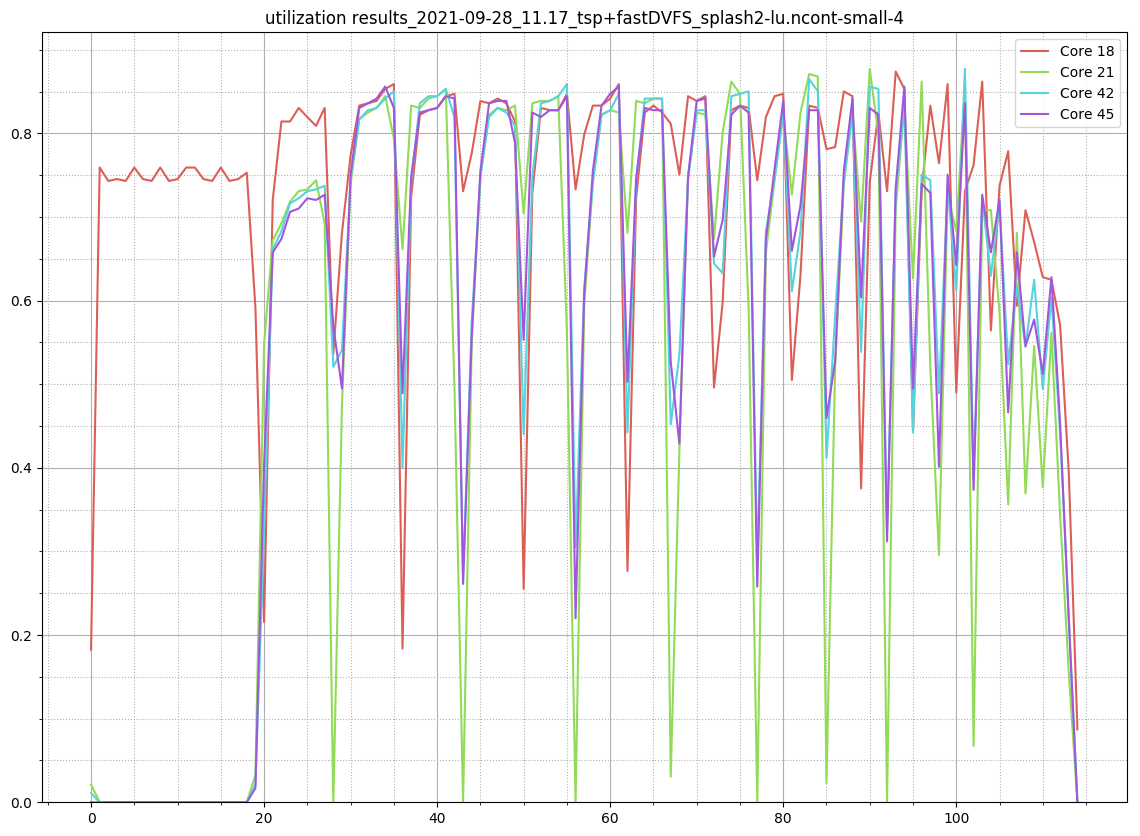 utilization results_2021-09-28_11.17_tsp+fastDVFS_splash2-lu.ncont-small-4
Core 18
Core 21
Core 42
Core 45
0.8
0.6
0.4
0.2
0.0
0 20 40 60 80 100